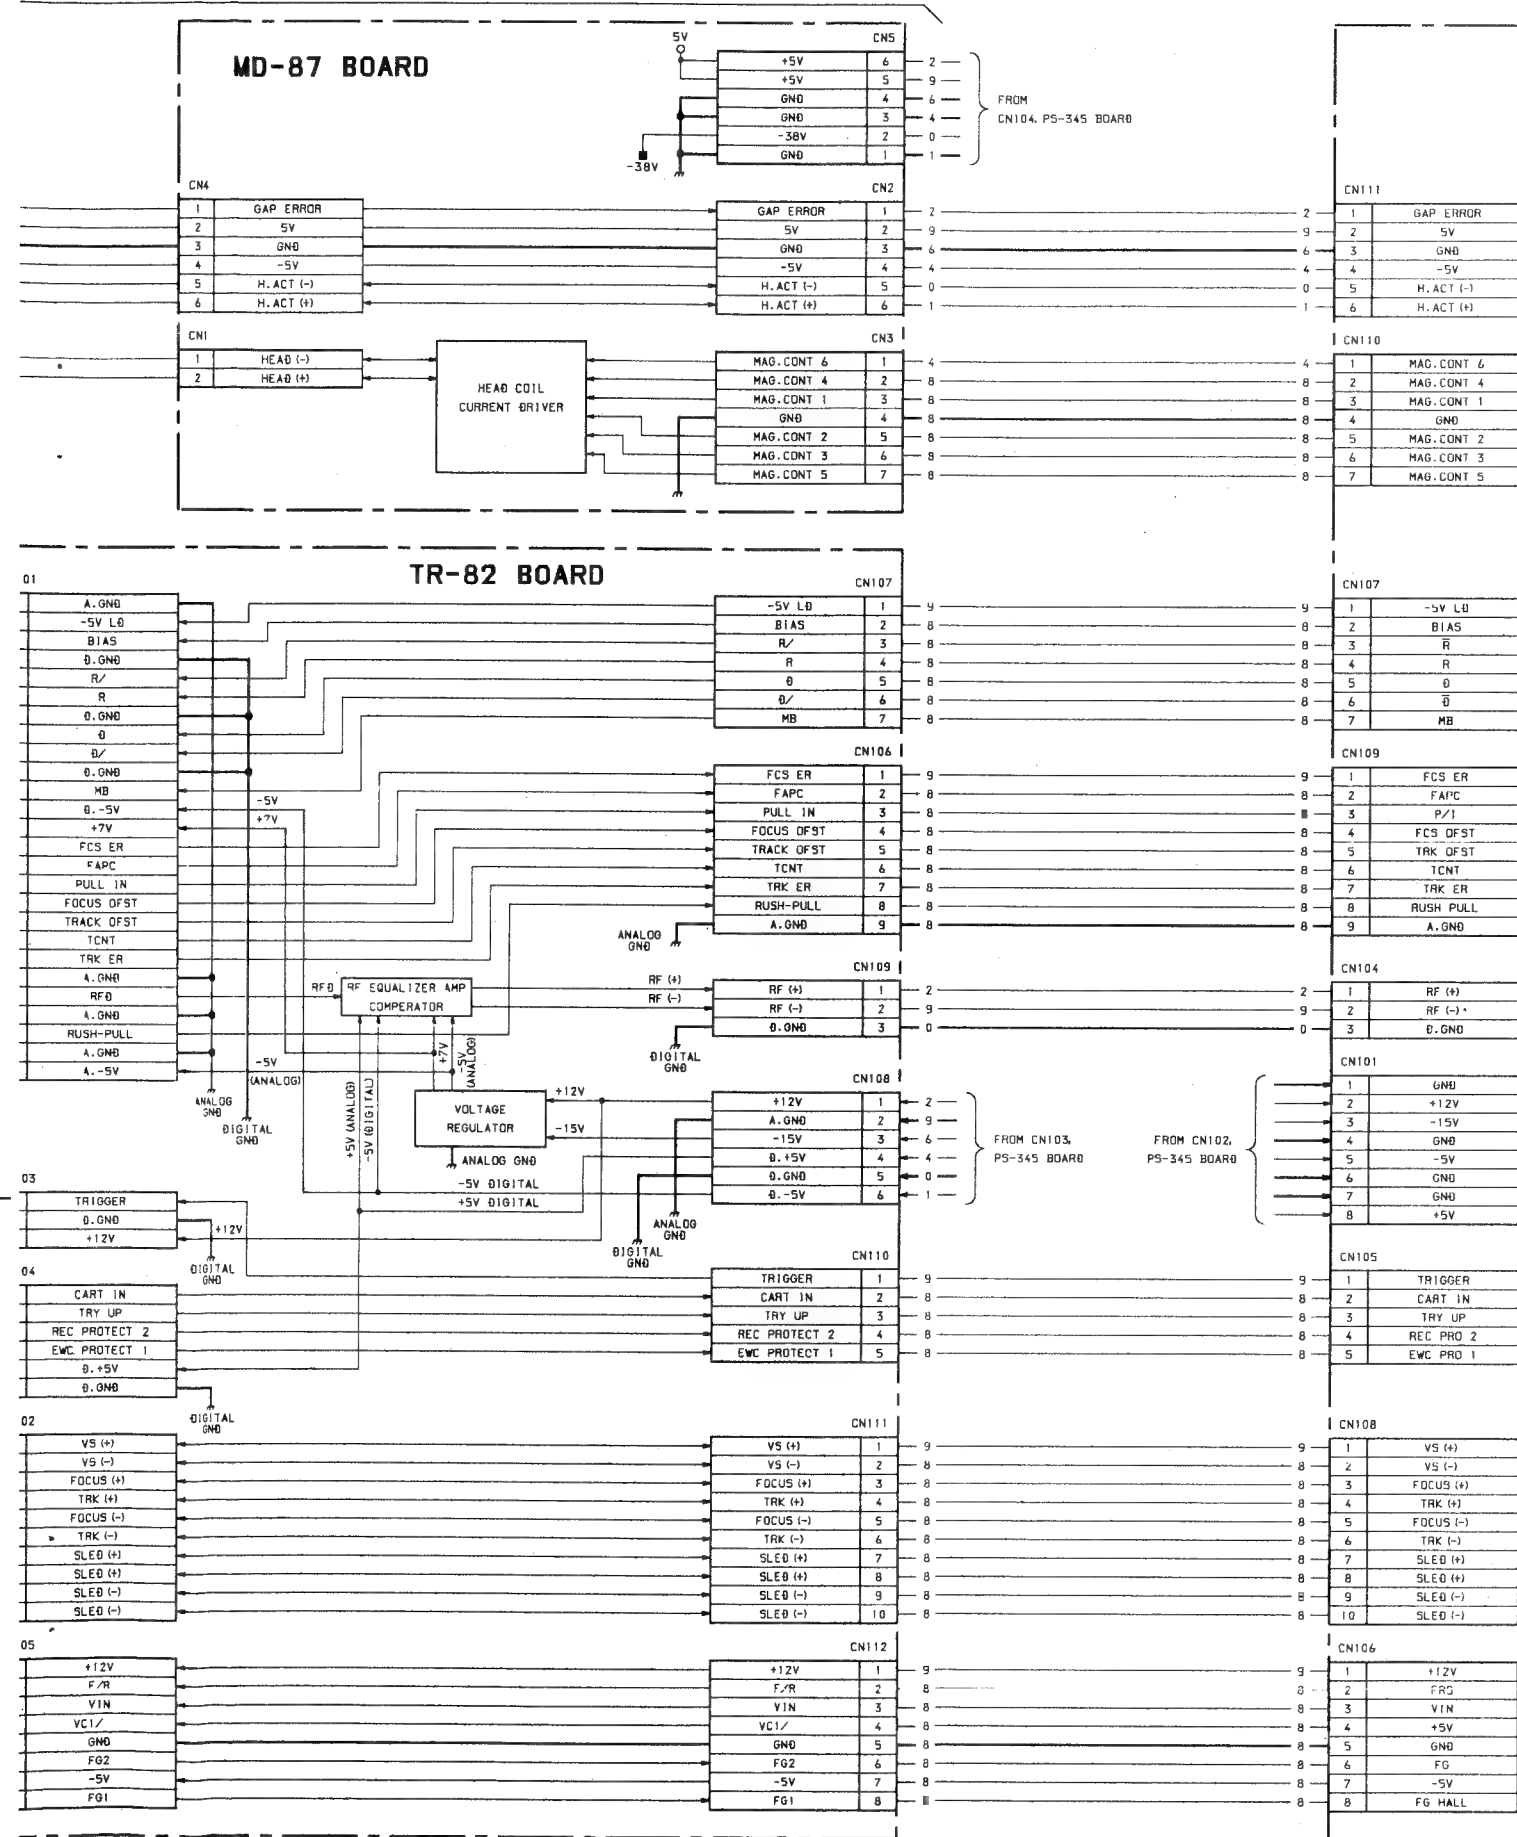 MD-87 BOARD
5V
CN5
+5V 6 2
+5V 5 9
GND 4 6
GND 3 4
-38V 2 0
GND 1 1
-38V
FROM
CN104, PS-345 BOARD
CN4
1 GAP ERROR
2 5V
3 GND
4 -5V
5 H.ACT (-)
6 H.ACT (+)
CN2
GAP ERROR 1 2
5V 2 9
GND 3 6
-5V 4 4
H.ACT (-) 5 0
H.ACT (+) 6 1
CN111
2 1 GAP ERROR
9 2 5V
6 3 GND
4 4 -5V
0 5 H.ACT (-)
1 6 H.ACT (+)
CN1
1 HEAD (-)
2 HEAD (+)
HEAD COIL
CURRENT DRIVER
CN3
MAG.CONT 6 1 4
MAG.CONT 4 2 8
MAG.CONT 1 3 8
GND 4 8
MAG.CONT 2 5 8
MAG.CONT 3 6 8
MAG.CONT 5 7 8
CN110
4 1 MAG.CONT 6
8 2 MAG.CONT 4
8 3 MAG.CONT 1
8 4 GND
8 5 MAG.CONT 2
8 6 MAG.CONT 3
8 7 MAG.CONT 5
TR-82 BOARD
01
A.GND
-5V LD
BIAS
D.GND
R/
R
D.GND
D
D/
D.GND
MB
D.-5V
+7V
FCS ER
FAPC
PULL IN
FOCUS OFST
TRACK OFST
TCNT
TRK ER
A.GND
RFD
A.GND
RUSH-PULL
A.GND
A.-5V
-5V
+7V
-5V
(ANALOG)
ANALOG
GND
DIGITAL
GND
CN107
-5V LD 1 9
BIAS 2 8
R/ 3 8
R 4 8
D 5 8
D/ 6 8
MB 7 8
CN107
9 1 -5V LD
8 2 BIAS
8 3 R̅
8 4 R
8 5 D
8 6 D̅
8 7 MB
CN106
FCS ER 1 9
FAPC 2 8
PULL IN 3 8
FOCUS OFST 4 8
TRACK OFST 5 8
TCNT 6 8
TRK ER 7 8
RUSH-PULL 8 8
A.GND 9 8
ANALOG
GND
CN109
9 1 FCS ER
8 2 FAPC
3 P/I
8 4 FCS OFST
8 5 TRK OFST
8 6 TCNT
8 7 TRK ER
8 8 RUSH PULL
8 9 A.GND
RFD
RF EQUALIZER AMP
COMPERATOR
RF (+)
RF (-)
CN109
RF (+) 1 2
RF (-) 2 9
D.GND 3 0
DIGITAL
GND
CN104
2 1 RF (+)
9 2 RF (-)
0 3 D.GND
+5V (ANALOG)
-5V (DIGITAL)
+7V
-5V
(ANALOG)
VOLTAGE
REGULATOR
+12V
-15V
ANALOG GND
-5V DIGITAL
+5V DIGITAL
CN108
+12V 1 2
A.GND 2 9
-15V 3 6
D.+5V 4 4
D.GND 5 0
D.-5V 6 1
ANALOG
GND
DIGITAL
GND
FROM CN103,
PS-345 BOARD
FROM CN102,
PS-345 BOARD
CN101
1 GND
2 +12V
3 -15V
4 GND
5 -5V
6 GND
7 GND
8 +5V
03
TRIGGER
D.GND
+12V
+12V
DIGITAL
GND
04
CART IN
TRY UP
REC PROTECT 2
EWC PROTECT 1
D.+5V
D.GND
DIGITAL
GND
CN110
TRIGGER 1 9
CART IN 2 8
TRY UP 3 8
REC PROTECT 2 4 8
EWC PROTECT 1 5 8
CN105
9 1 TRIGGER
8 2 CART IN
8 3 TRY UP
8 4 REC PRO 2
8 5 EWC PRO 1
02
VS (+)
VS (-)
FOCUS (+)
TRK (+)
FOCUS (-)
TRK (-)
SLED (+)
SLED (+)
SLED (-)
SLED (-)
CN111
VS (+) 1 9
VS (-) 2 8
FOCUS (+) 3 8
TRK (+) 4 8
FOCUS (-) 5 8
TRK (-) 6 8
SLED (+) 7 8
SLED (+) 8 8
SLED (-) 9 8
SLED (-) 10 8
CN108
9 1 VS (+)
8 2 VS (-)
8 3 FOCUS (+)
8 4 TRK (+)
8 5 FOCUS (-)
8 6 TRK (-)
8 7 SLED (+)
8 8 SLED (+)
8 9 SLED (-)
8 10 SLED (-)
05
+12V
F/R
VIN
VC1/
GND
FG2
-5V
FG1
CN112
+12V 1 9
F/R 2 8
VIN 3 8
VC1/ 4 8
GND 5 8
FG2 6 8
-5V 7 8
FG1 8
CN106
9 1 +12V
8 2
8 3 VIN
8 4 +5V
8 5 GND
8 6 FG
8 7 -5V
8 8 FG HALL